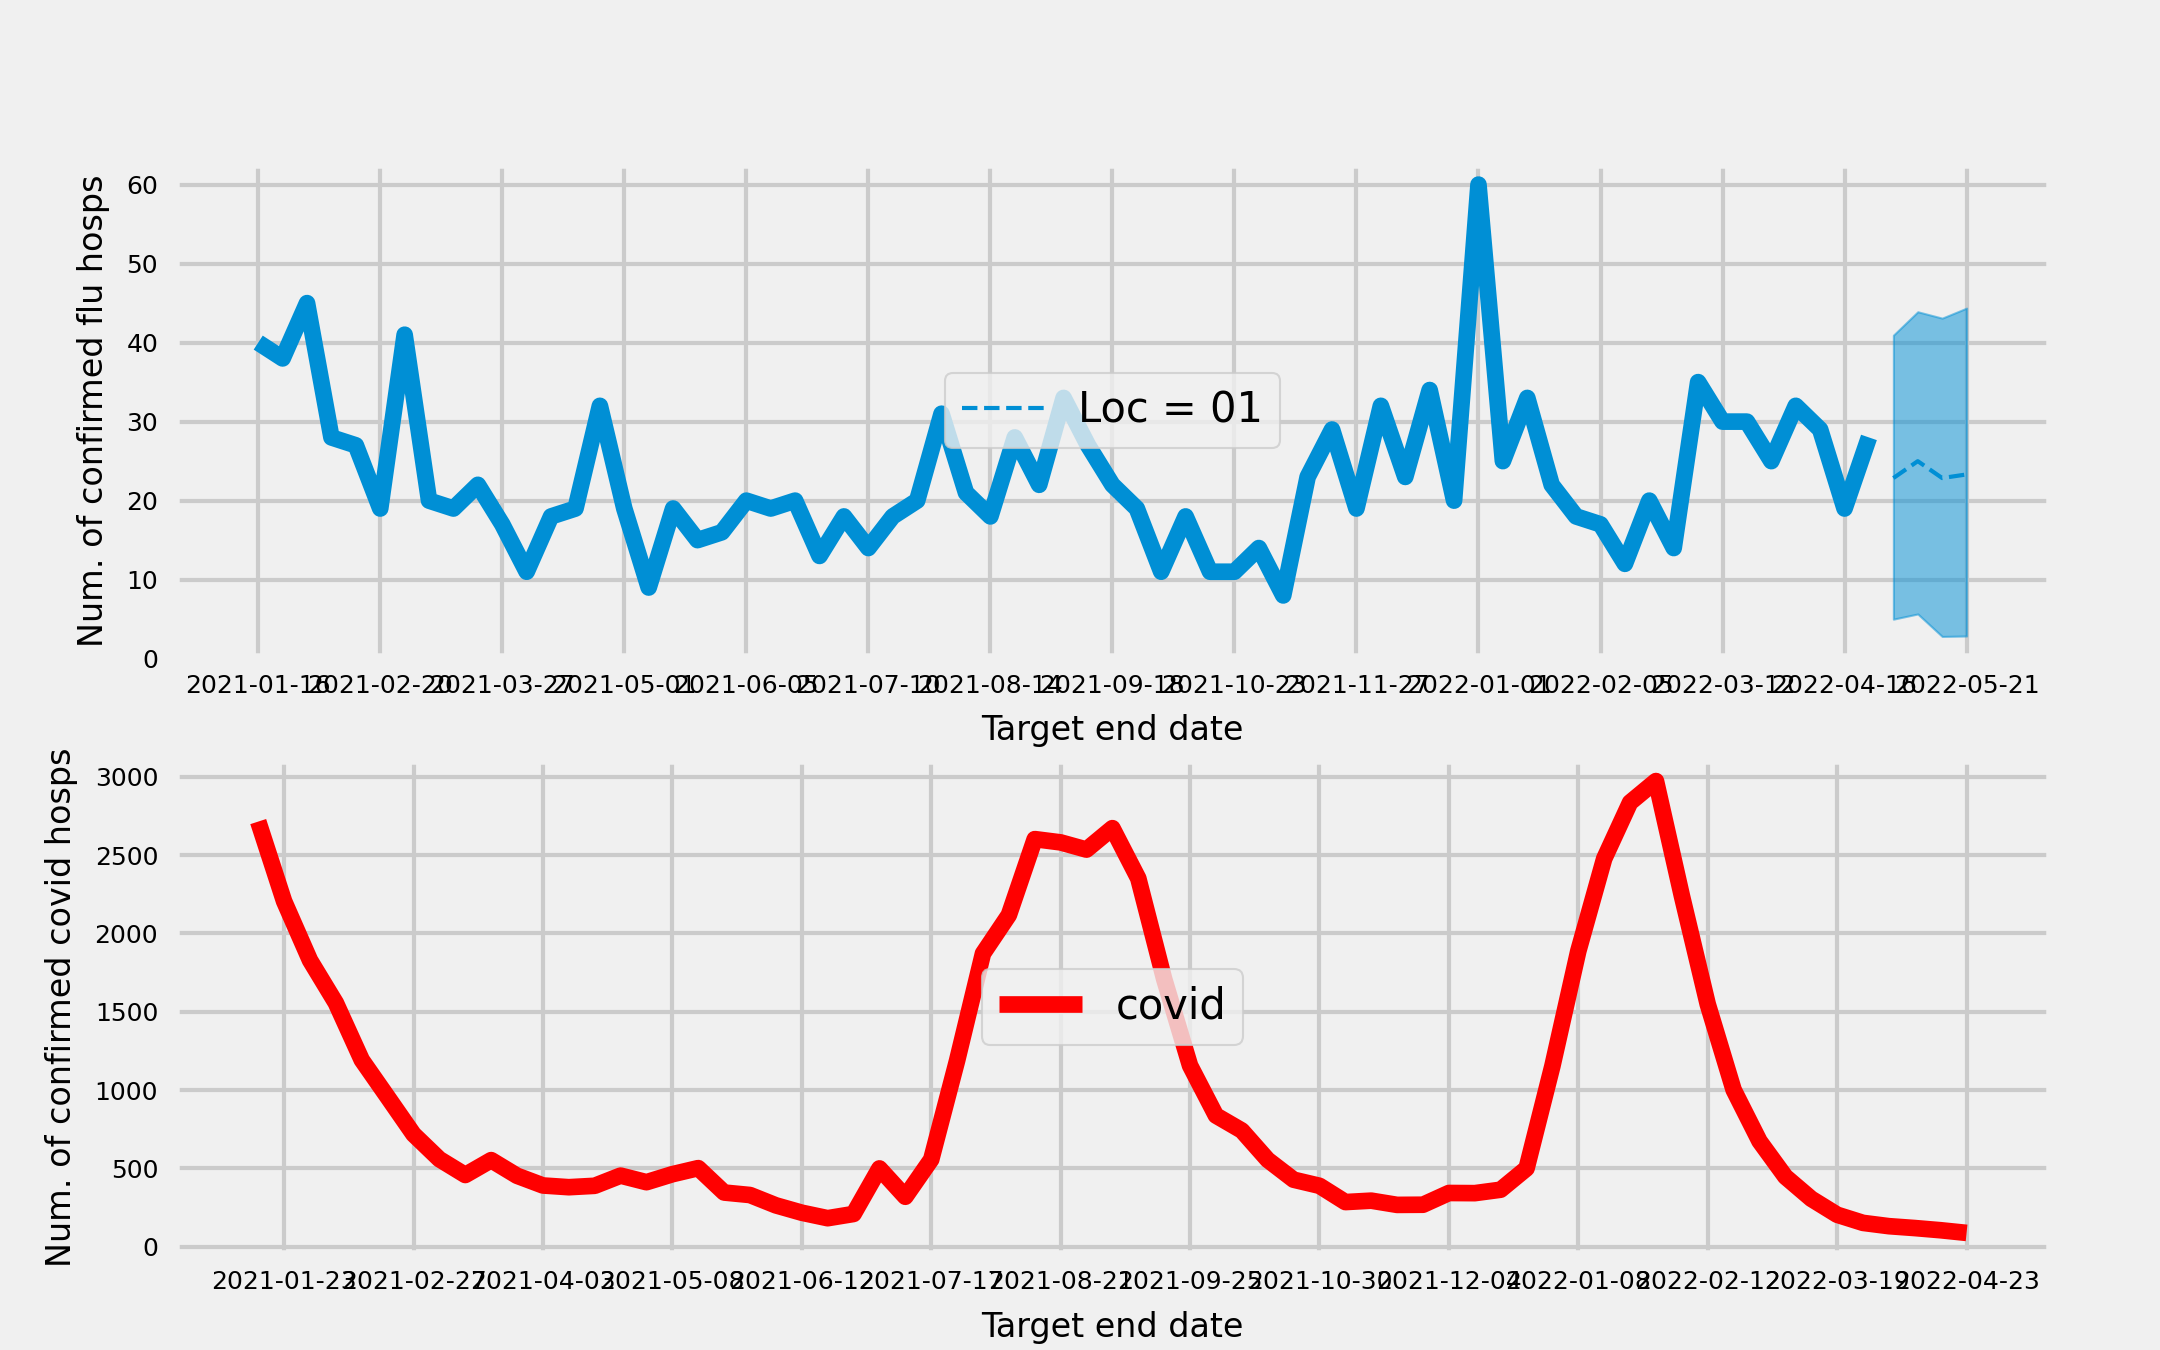 Num. of confirmed flu hosps
60
50
40
30
20
10
0
Loc = 01
2021-01-16 2021-02-20 2021-03-27 2021-05-01 2021-06-05 2021-07-10 2021-08-14 2021-09-18 2021-10-23 2021-11-27 2022-01-01 2022-02-05 2022-03-12 2022-04-16 2022-05-21
Target end date
Num. of confirmed covid hosps
3000
2500
2000
1500
1000
500
0
covid
2021-01-23 2021-02-27 2021-04-03 2021-05-08 2021-06-12 2021-07-17 2021-08-21 2021-09-25 2021-10-30 2021-12-04 2022-01-08 2022-02-12 2022-03-19 2022-04-23
Target end date